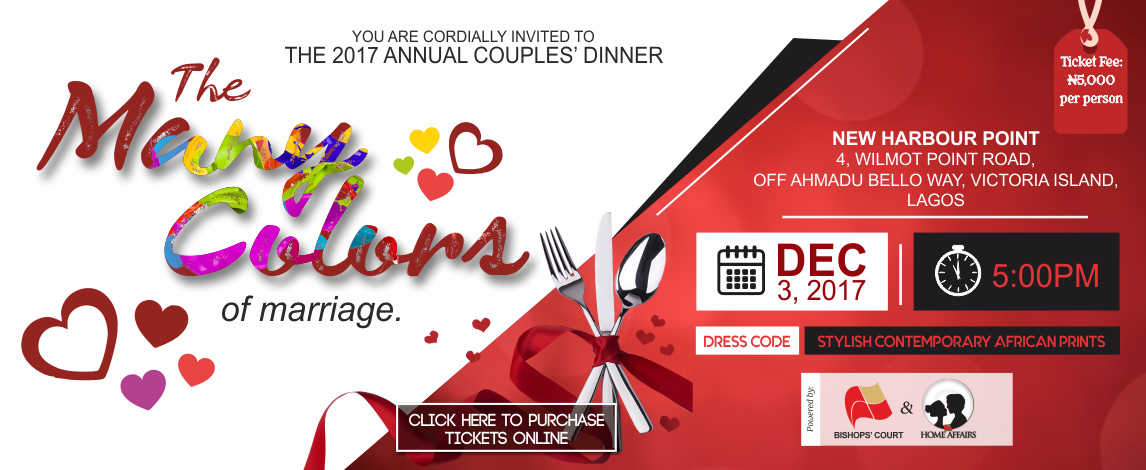 YOU ARE CORDIALLY INVITED TO
THE 2017 ANNUAL COUPLES' DINNER
The
Many
Colors
of marriage.
CLICK HERE TO PURCHASE
TICKETS ONLINE
Ticket Fee:
₦5,000
per person
NEW HARBOUR POINT
4, WILMOT POINT ROAD,
OFF AHMADU BELLO WAY, VICTORIA ISLAND,
LAGOS
DEC
3, 2017
5:00PM
DRESS CODE
STYLISH CONTEMPORARY AFRICAN PRINTS
Powered by:
BISHOPS' COURT
&
HOME AFFAIRS